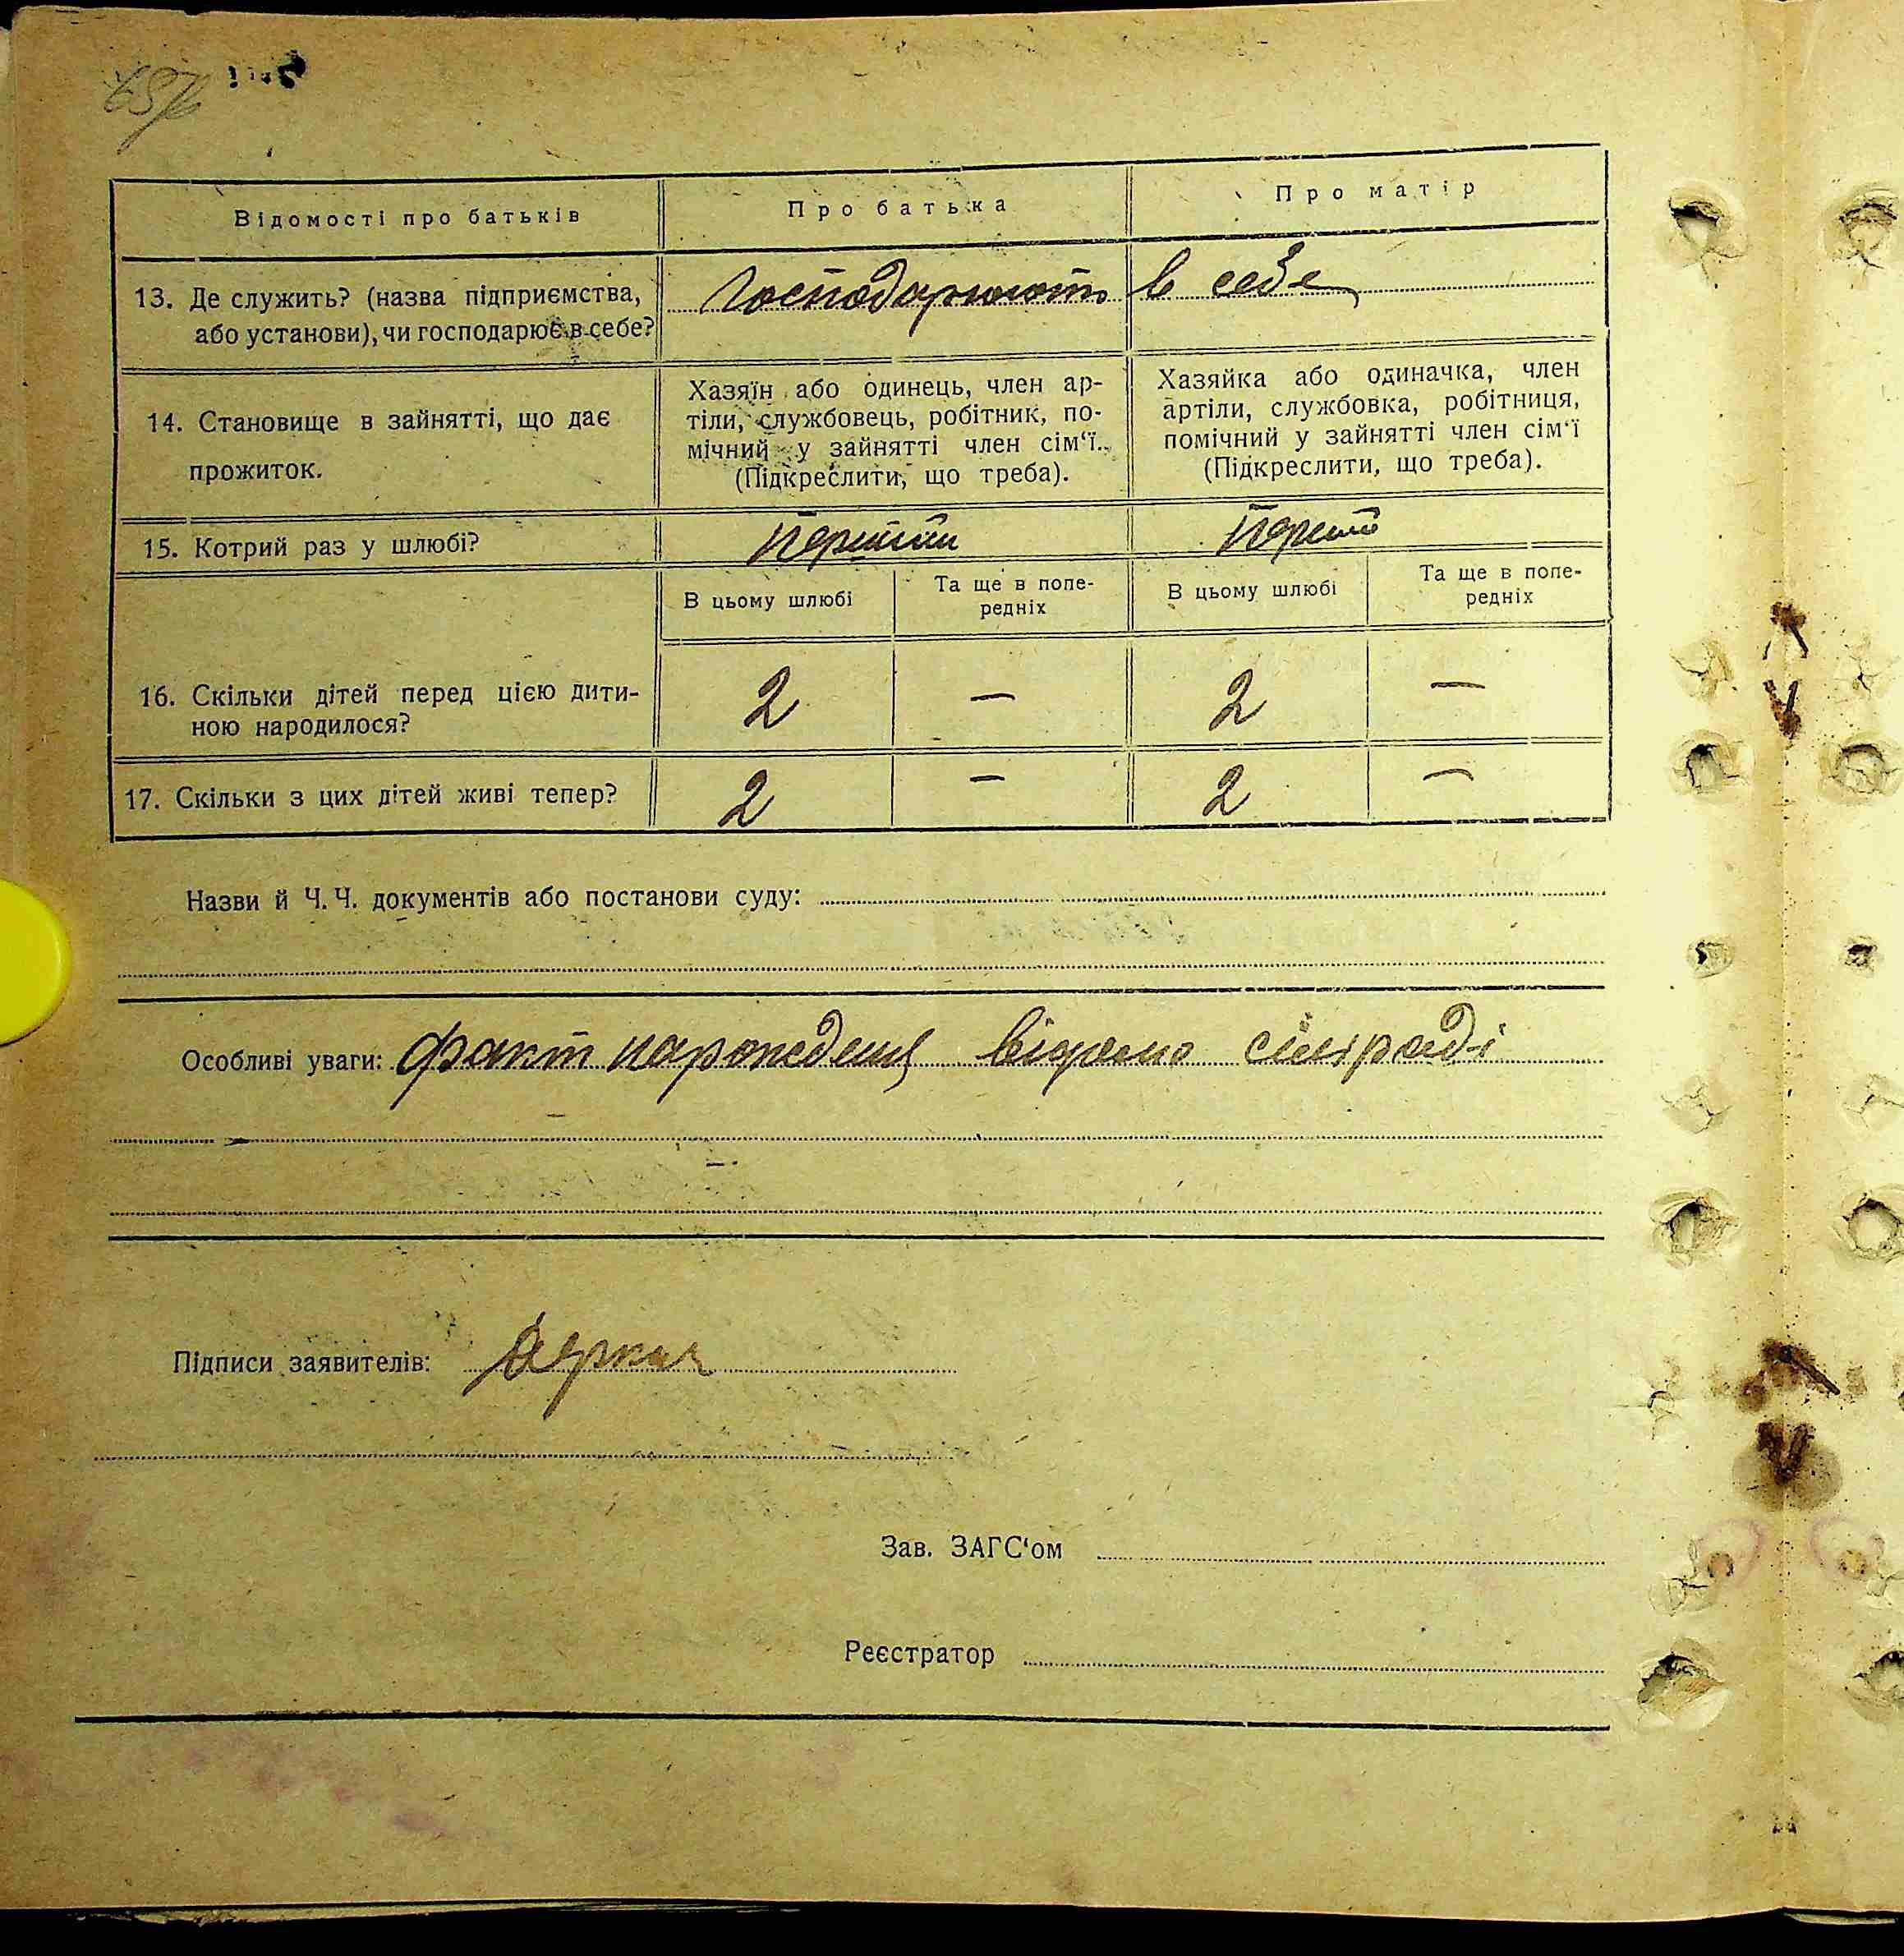 Відомості про батьків
Про батька
Про матір
13. Де служить? (назва підприємства,
або установи), чи господарює в себе?
Господарюють в себе
14. Становище в зайнятті, що дає
прожиток.
Хазяїн або одинець, член ар-
тіли, службовець, робітник, по-
мічний у зайнятті член сім‘ї.
(Підкреслити, що треба).
Хазяйка або одиначка, член
артіли, службовка, робітниця,
помічний у зайнятті член сім‘ї
(Підкреслити, що треба).
15. Котрий раз у шлюбі?
Перший
В цьому шлюбі
Та ще в попе-
редніх
В цьому шлюбі
Та ще в попе-
редніх
16. Скільки дітей перед цією дити-
ною народилося?
2 — 2 —
17. Скільки з цих дітей живі тепер?
2 — 2 —
Назви й Ч.Ч. документів або постанови суду:
Особливі уваги: факт народження відомо сільраді
Підписи заявителів: Деркач
Зав. ЗАГС‘ом
Реєстратор